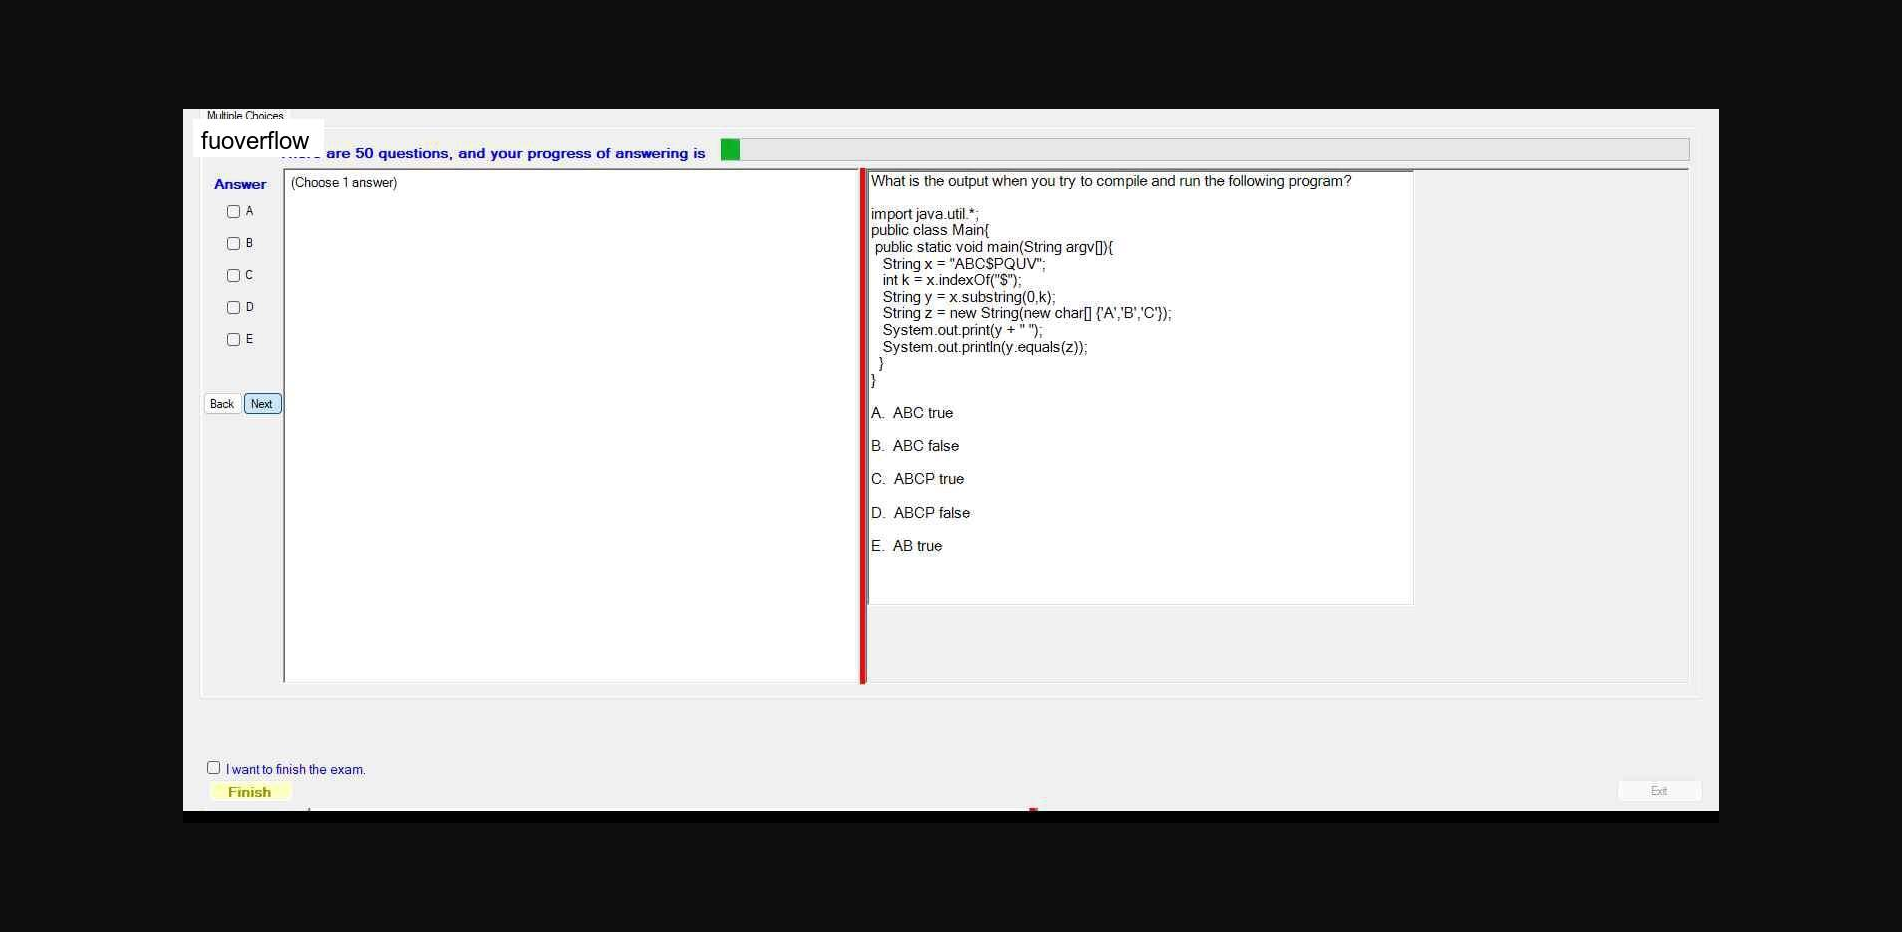 Multiple Choices
fuoverflow
are 50 questions, and your progress of answering is
Answer
(Choose 1 answer)
A
B
C
D
E
Back Next
What is the output when you try to compile and run the following program?
import java.util.*;
public class Main{
public static void main(String argv[]){
String x = "ABC$PQUV";
int k = x.indexOf("$");
String y = x.substring(0,k);
String z = new String(new char[] {'A','B','C'});
System.out.print(y + " ");
System.out.println(y.equals(z));
}
}
A. ABC true
B. ABC false
C. ABCP true
D. ABCP false
E. AB true
I want to finish the exam.
Finish
Exit